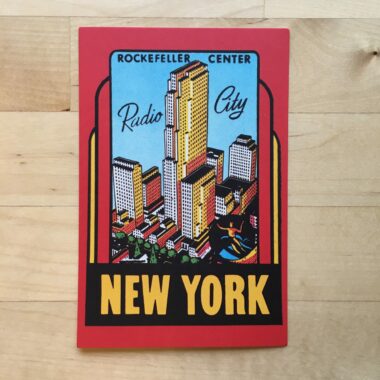 ROCKEFELLER CENTER
Radio City
NEW YORK